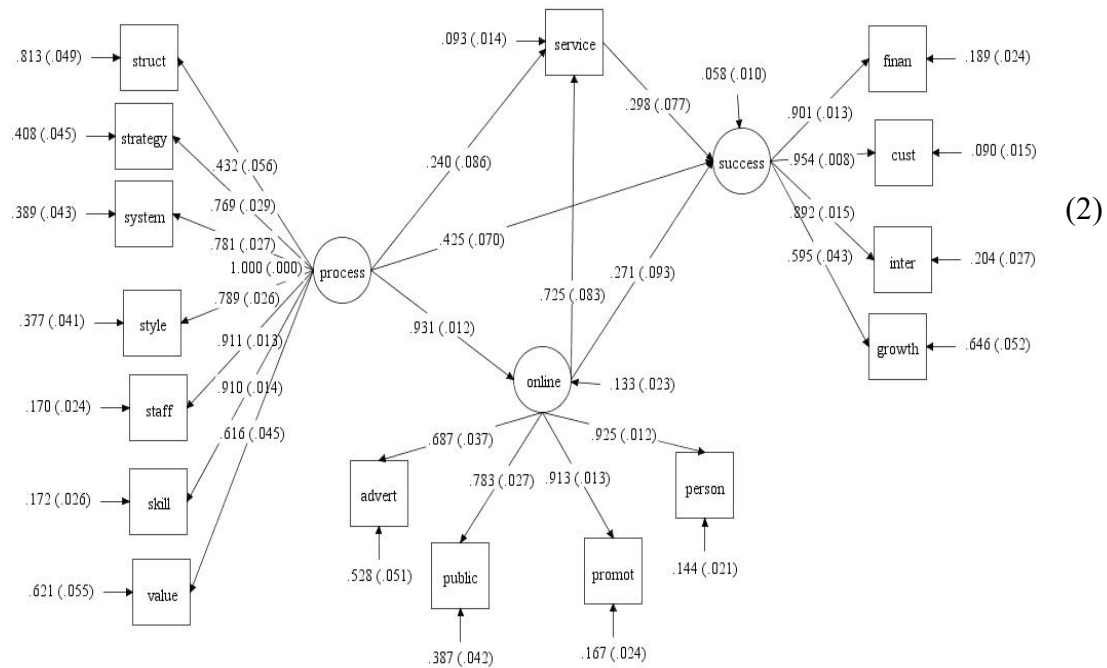 .813 (.049)
struct
.408 (.045)
strategy
.389 (.043)
system
.377 (.041)
style
.170 (.024)
staff
.172 (.026)
skill
.621 (.055)
value
.432 (.056)
.769 (.029)
.781 (.027)
1.000 (.000)
process
.789 (.026)
.911 (.013)
.910 (.014)
.616 (.045)
.093 (.014)
service
.240 (.086)
.425 (.070)
.931 (.012)
.298 (.077)
.058 (.010)
success
.271 (.093)
.725 (.083)
online
.133 (.023)
.687 (.037)
.783 (.027)
.913 (.013)
.925 (.012)
advert
.528 (.051)
public
.387 (.042)
promot
.167 (.024)
person
.144 (.021)
.901 (.013)
.954 (.008)
.892 (.015)
.595 (.043)
finan
.189 (.024)
cust
.090 (.015)
inter
.204 (.027)
growth
.646 (.052)
(2)